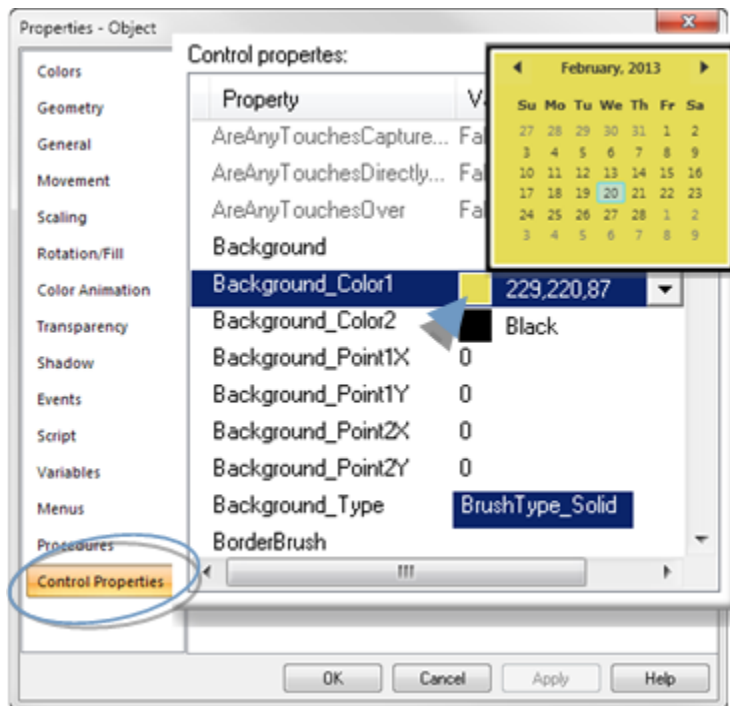 Properties - Object
Colors
Geometry
General
Movement
Scaling
Rotation/Fill
Color Animation
Transparency
Shadow
Events
Script
Variables
Menus
Procedures
Control Properties
Control propertes:
Property V
AreAnyTouchesCapture... Fal
AreAnyTouchesDirectly... Fal
AreAnyTouchesOver Fal
Background
Background_Color1 229,220,87
Background_Color2 Black
Background_Point1X 0
Background_Point1Y 0
Background_Point2X 0
Background_Point2Y 0
Background_Type BrushType_Solid
BorderBrush
February, 2013
Su Mo Tu We Th Fr Sa
27 28 29 30 31 1 2
3 4 5 6 7 8 9
10 11 12 13 14 15 16
17 18 19 20 21 22 23
24 25 26 27 28 1 2
3 4 5 6 7 8 9
OK Cancel Apply Help